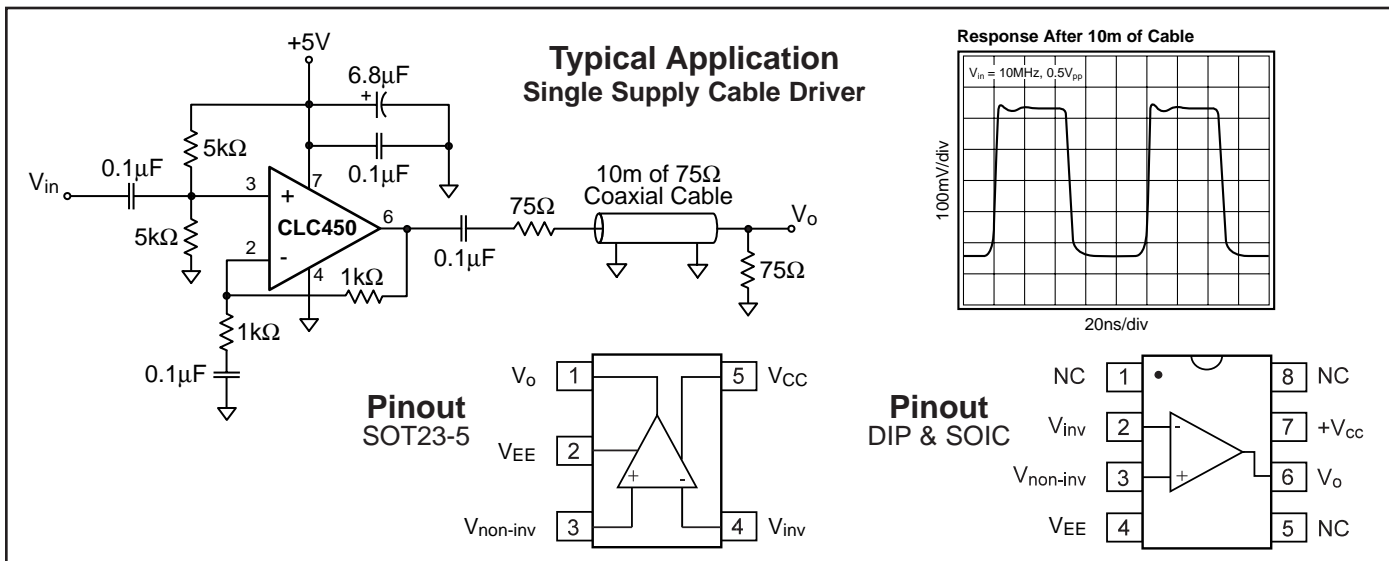 Typical Application
Single Supply Cable Driver
+5V
6.8µF
+
5kΩ
0.1µF
0.1µF
Vin
3
+
7
CLC450
6
5kΩ
2
-
4
1kΩ
1kΩ
0.1µF
0.1µF
75Ω
10m of 75Ω
Coaxial Cable
Vo
75Ω
Response After 10m of Cable
Vin = 10MHz, 0.5Vpp
100mV/div
20ns/div
Pinout
SOT23-5
Vo 1
5 VCC
VEE 2
+ -
Vnon-inv 3
4 Vinv
Pinout
DIP & SOIC
NC 1
8 NC
Vinv 2
-
7 +Vcc
Vnon-inv 3
+
6 Vo
VEE 4
5 NC